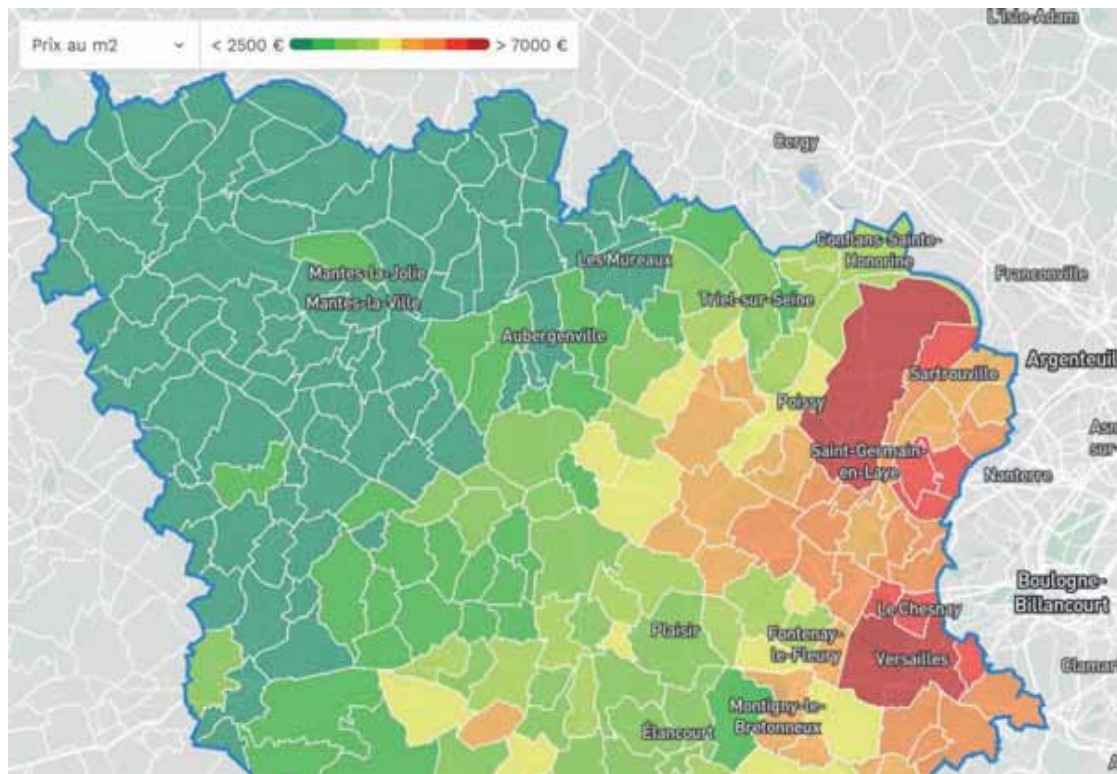 L'Isle-Adam
Prix au m2
< 2500 €
> 7000 €
Cergy
Conflans-Sainte-
Honorine
Les Mureaux
Mantes-la-Jolie
Franconville
Mantes-la-Ville
Triel-sur-Seine
Aubergenville
Argenteuil
Sartrouville
Poissy
Saint-Germain-
en-Laye
Nanterre
Boulogne-
Billancourt
Le Chesnay
Plaisir
Fontenay-
le-Fleury
Versailles
Clamar
Montigny-le-
Bretonneux
Élancourt